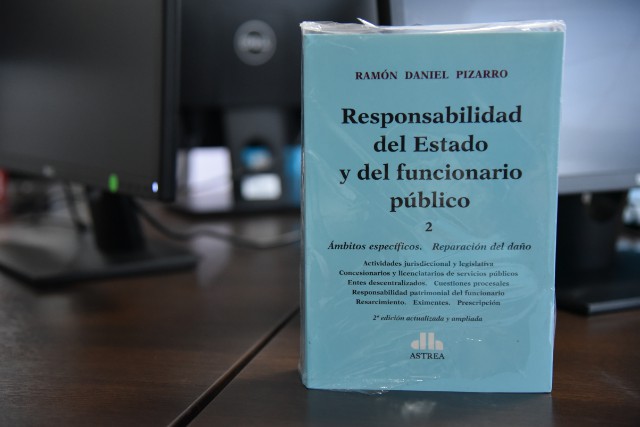 RAMÓN DANIEL PIZARRO
Responsabilidad
del Estado
y del funcionario
público
2
Ámbitos específicos. Reparación del daño
Actividades jurisdiccional y legislativa
Concesionarios y licenciatarios de servicios públicos
Entes descentralizados. Cuestiones procesales
Responsabilidad patrimonial del funcionario
Resarcimiento. Eximentes. Prescripción
2ª edición actualizada y ampliada
ASTREA
DELL